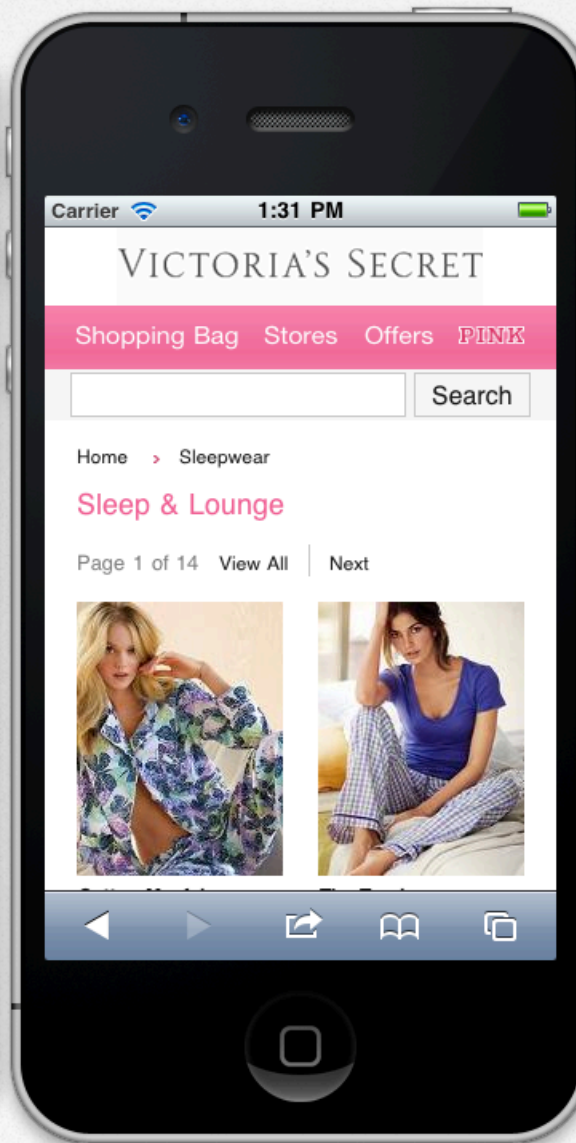 Carrier 1:31 PM
VICTORIA'S SECRET
Shopping Bag Stores Offers PINK
Search
Home > Sleepwear
Sleep & Lounge
Page 1 of 14 View All Next